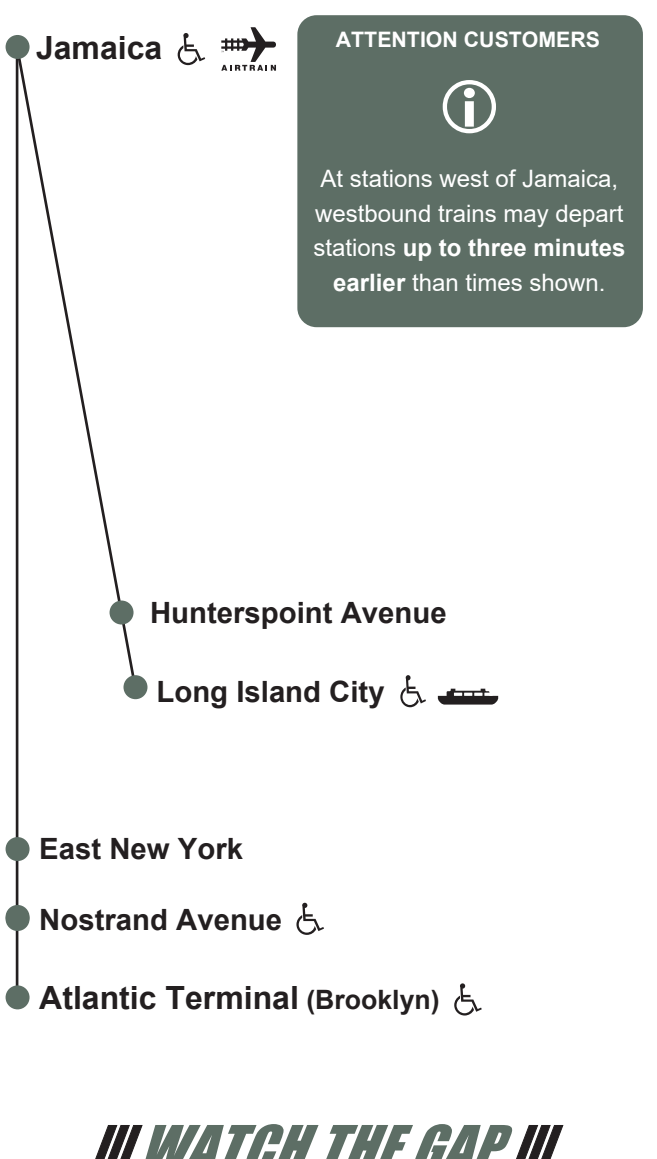 Jamaica
AIRTRAIN
ATTENTION CUSTOMERS
At stations west of Jamaica,
westbound trains may depart
stations up to three minutes
earlier than times shown.
Hunterspoint Avenue
Long Island City
East New York
Nostrand Avenue
Atlantic Terminal (Brooklyn)
WATCH THE GAP